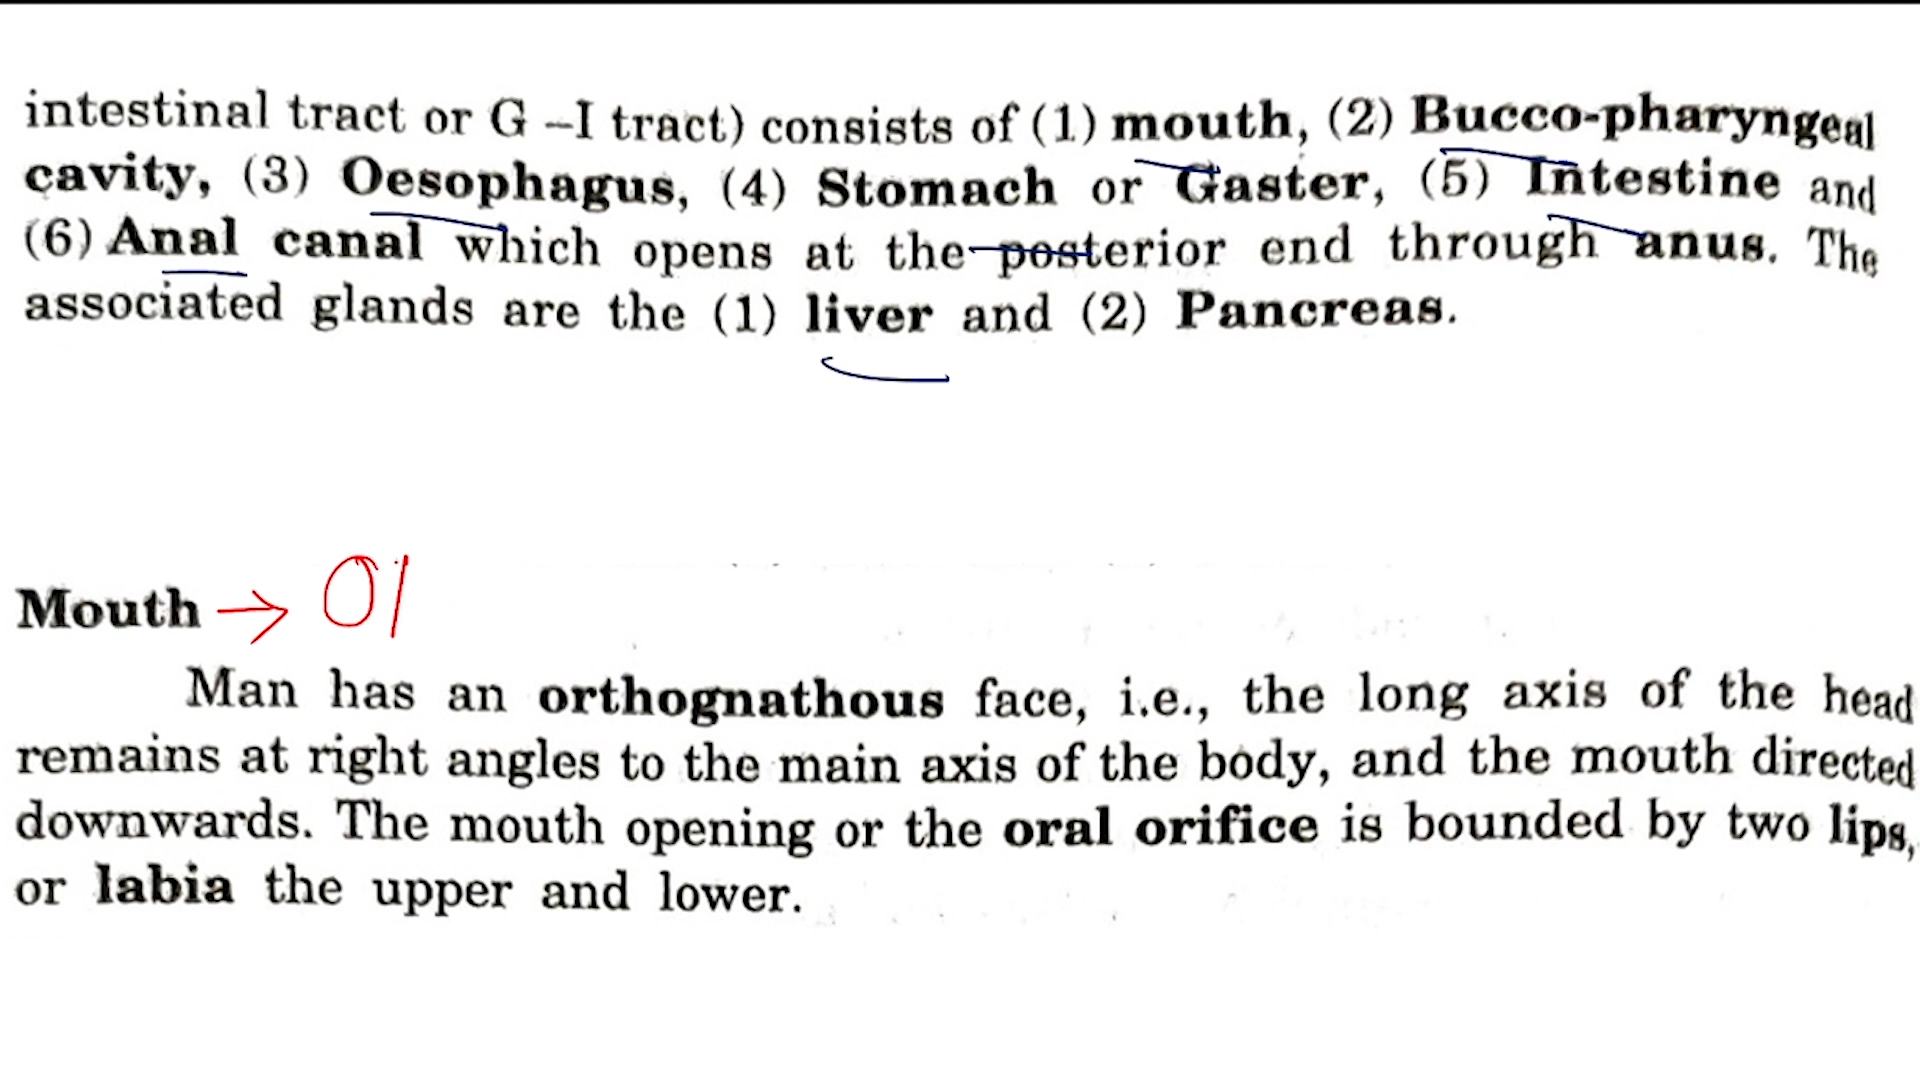 intestinal tract or G –I tract) consists of (1) mouth, (2) Bucco-pharyngeal
cavity, (3) Oesophagus, (4) Stomach or Gaster, (5) Intestine and
(6) Anal canal which opens at the posterior end through anus. The
associated glands are the (1) liver and (2) Pancreas.
Mouth → 01
Man has an orthognathous face, i.e., the long axis of the head
remains at right angles to the main axis of the body, and the mouth directed
downwards. The mouth opening or the oral orifice is bounded by two lips,
or labia the upper and lower.